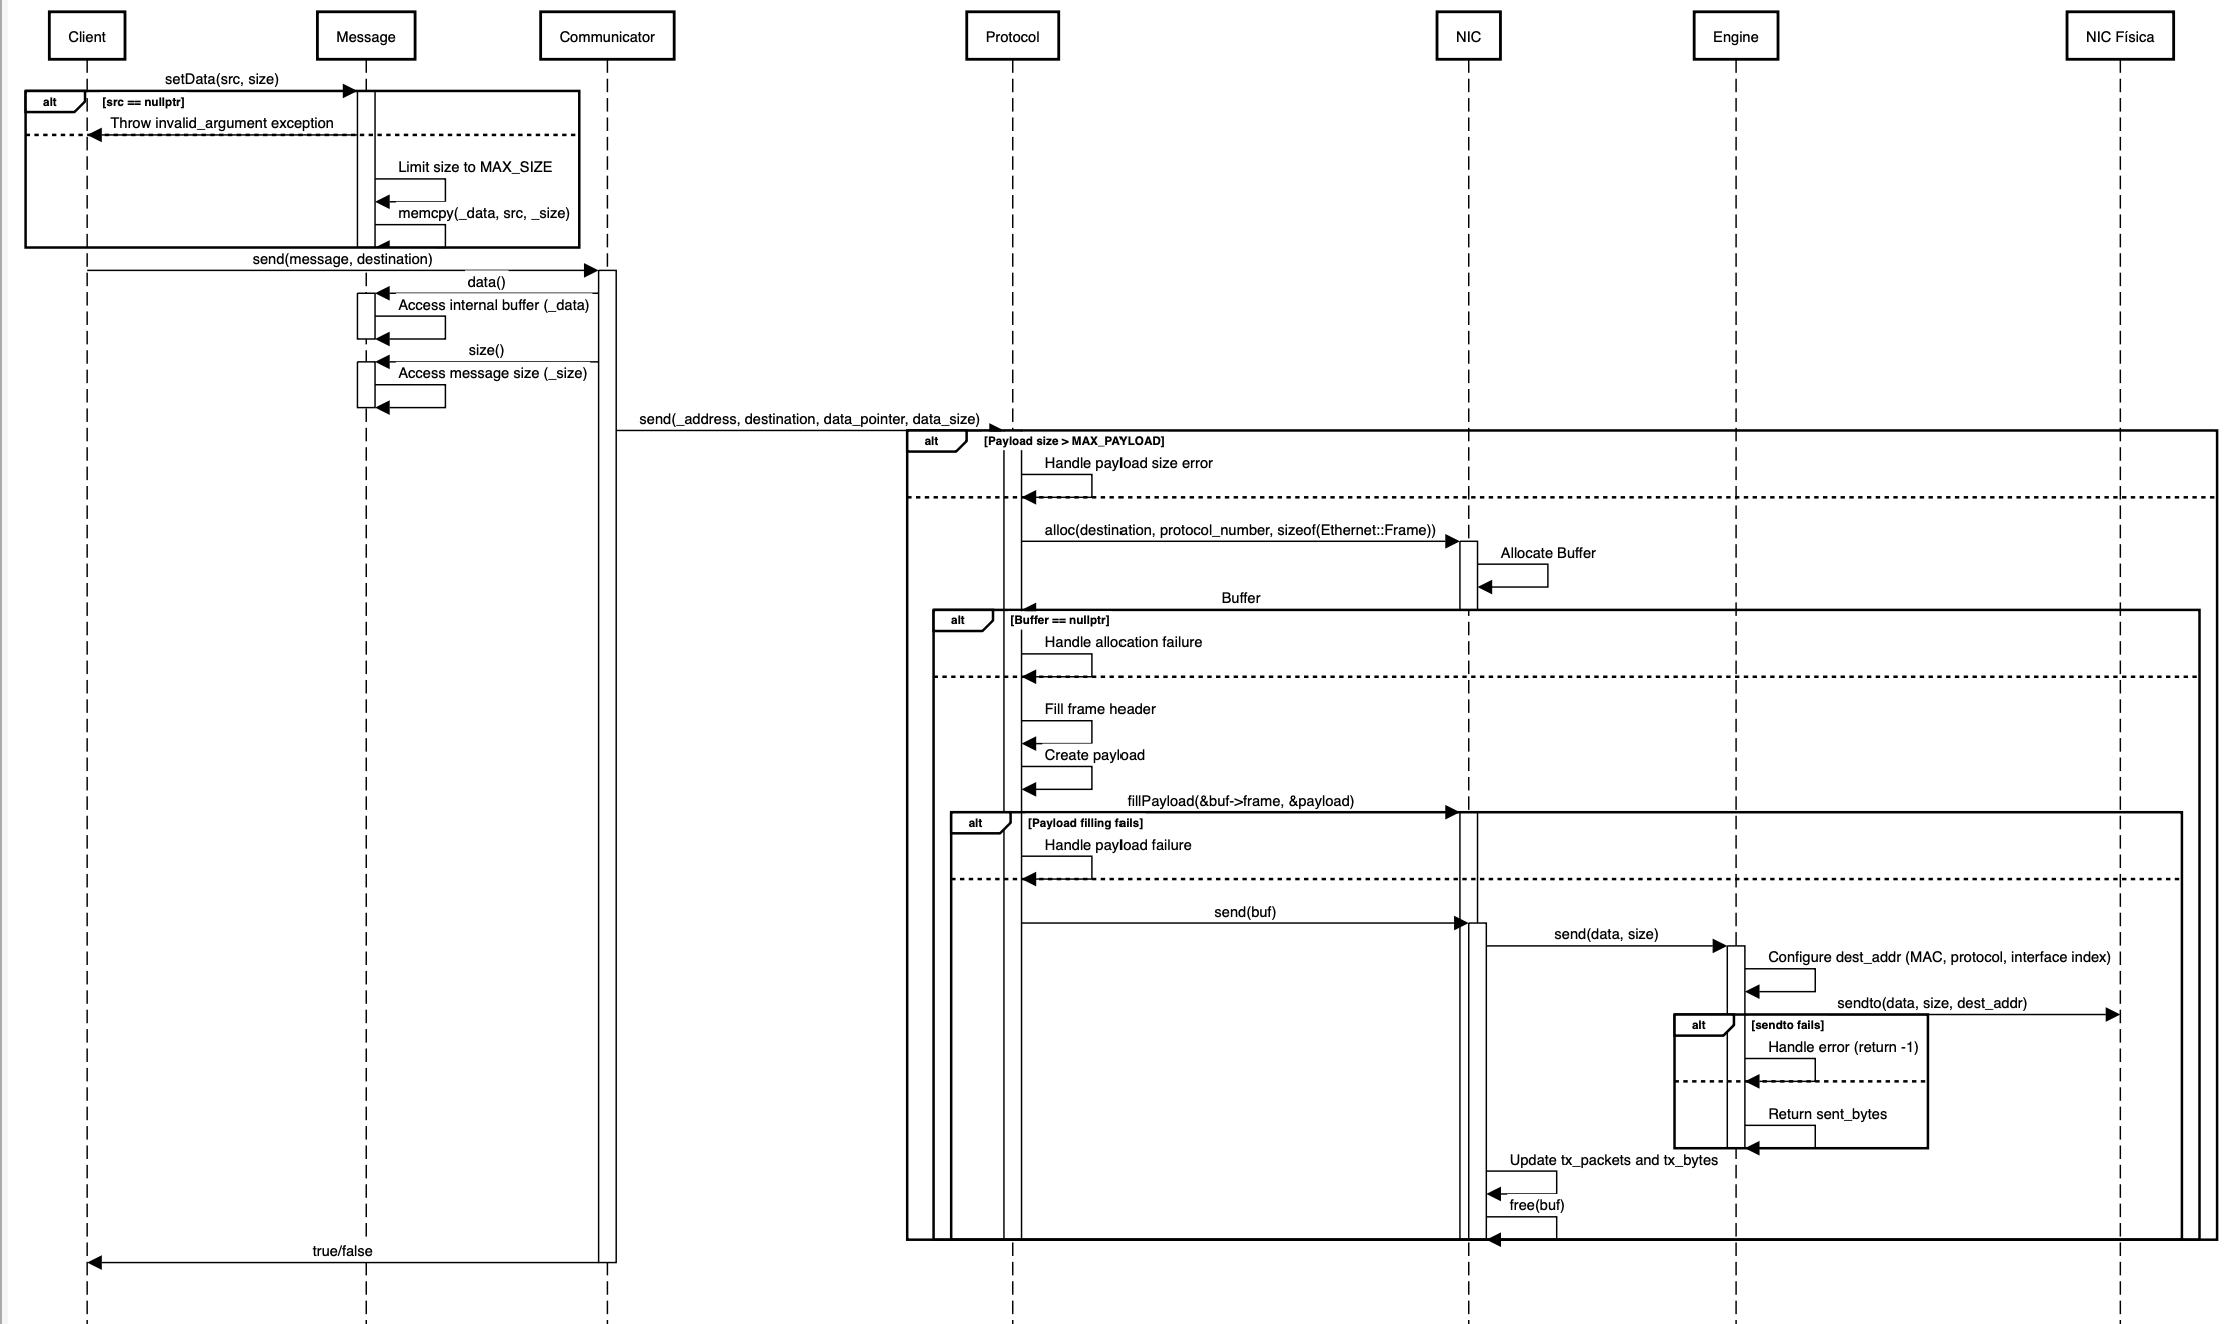 Client
Message
Communicator
Protocol
NIC
Engine
NIC Física
setData(src, size)
alt
[src == nullptr]
Throw invalid_argument exception
Limit size to MAX_SIZE
memcpy(_data, src, _size)
send(message, destination)
data()
Access internal buffer (_data)
size()
Access message size (_size)
send(_address, destination, data_pointer, data_size)
alt
[Payload size > MAX_PAYLOAD]
Handle payload size error
alloc(destination, protocol_number, sizeof(Ethernet::Frame))
Allocate Buffer
Buffer
alt
[Buffer == nullptr]
Handle allocation failure
Fill frame header
Create payload
fillPayload(&buf->frame, &payload)
alt
[Payload filling fails]
Handle payload failure
send(buf)
send(data, size)
Configure dest_addr (MAC, protocol, interface index)
sendto(data, size, dest_addr)
alt
[sendto fails]
Handle error (return -1)
Return sent_bytes
Update tx_packets and tx_bytes
free(buf)
true/false